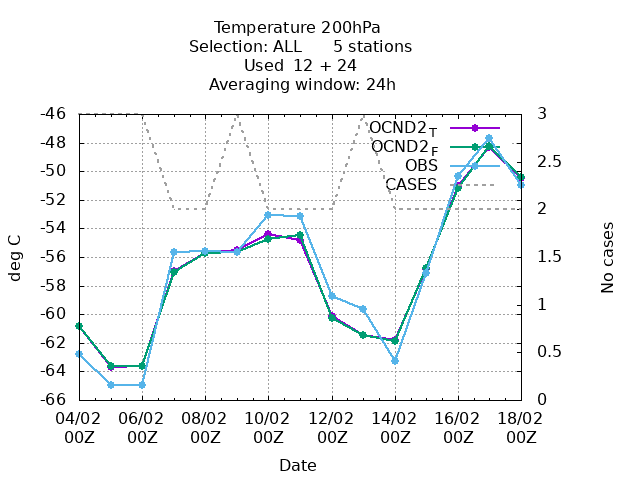 Temperature 200hPa
Selection: ALL 5 stations
Used 12 + 24
Averaging window: 24h
-46
-48
-50
-52
-54
-56
-58
-60
-62
-64
-66
deg C
3
2.5
2
1.5
1
0.5
0
No cases
OCND2_T
OCND2_F
OBS
CASES
04/02 06/02 08/02 10/02 12/02 14/02 16/02 18/02
00Z 00Z 00Z 00Z 00Z 00Z 00Z 00Z
Date